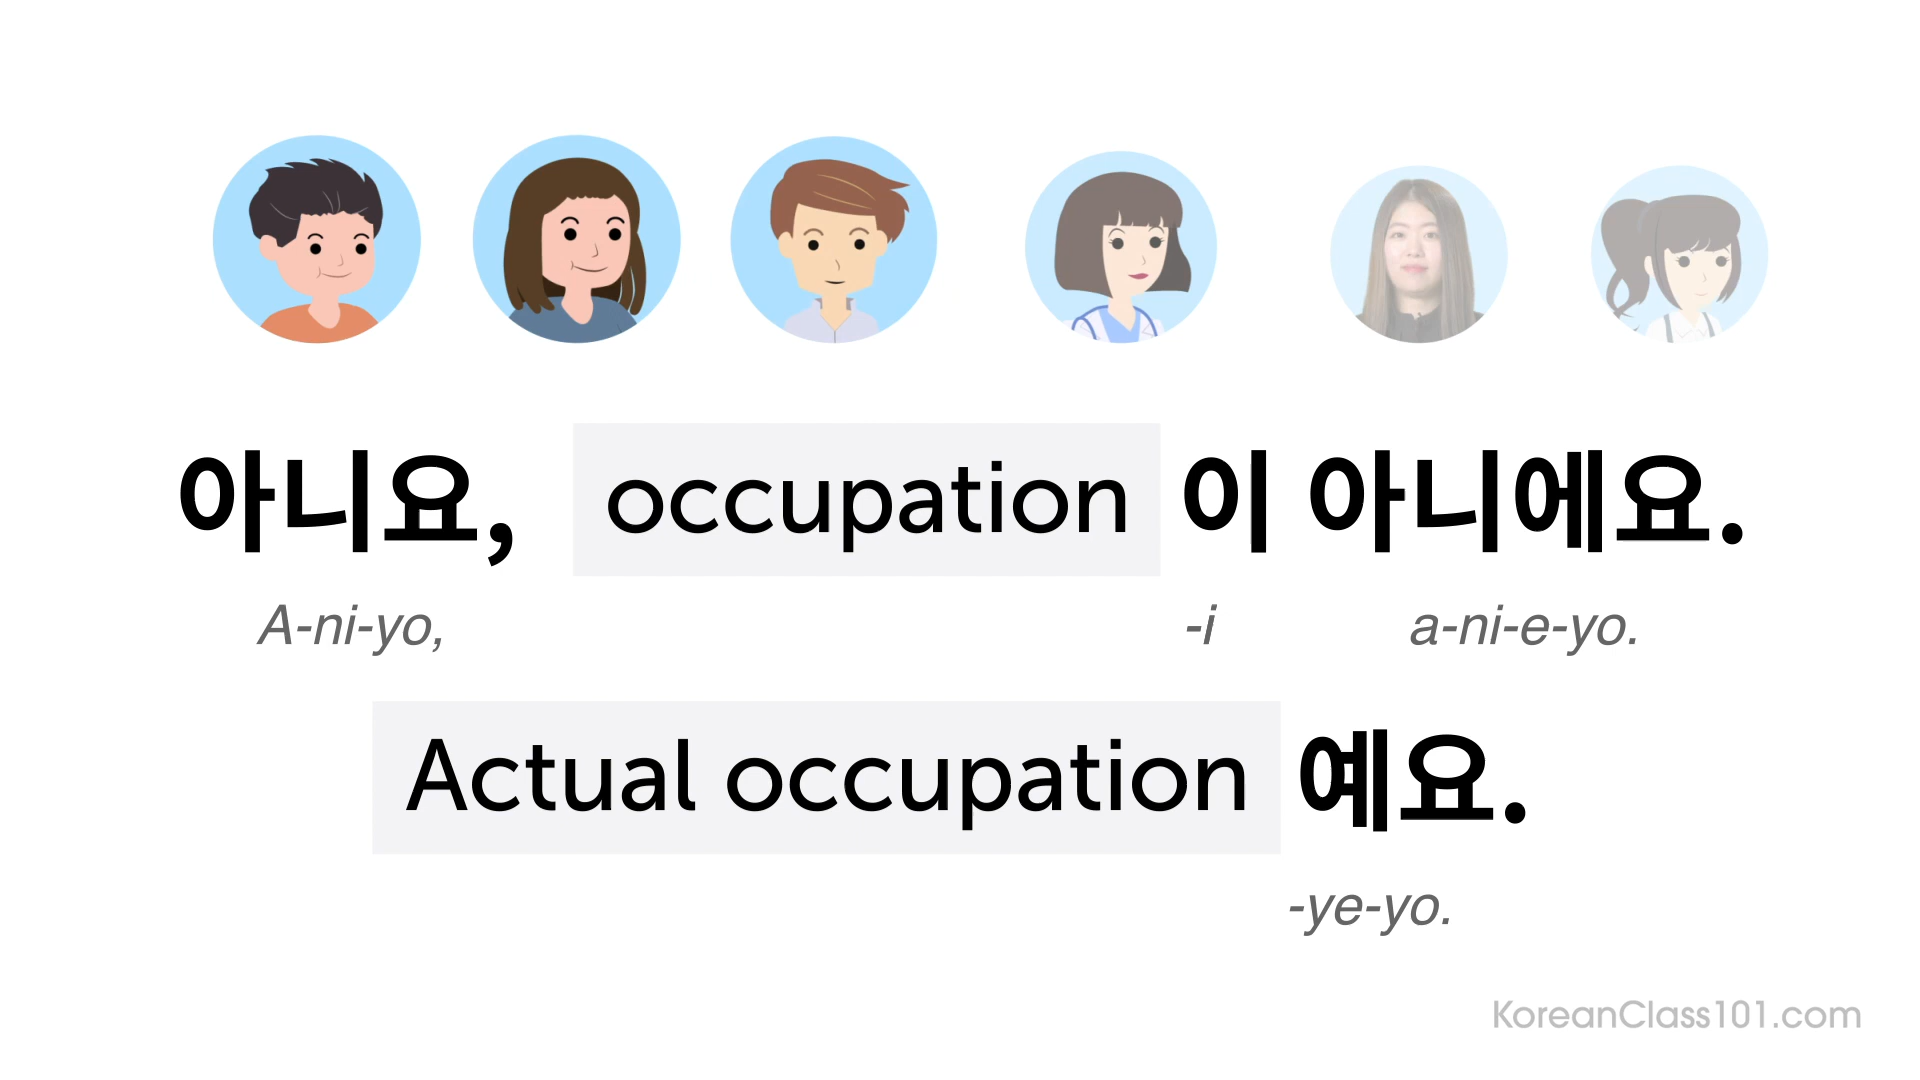 아니요, occupation 이 아니에요.
A-ni-yo, -i a-ni-e-yo.
Actual occupation 예요.
-ye-yo.
KoreanClass101.com